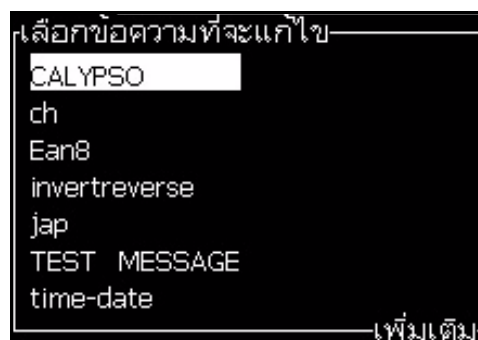 เลือกข้อความที่จะแก้ไข
CALYPSO
ch
Ean8
invertreverse
jap
TEST MESSAGE
time-date
เพิ่มเติม